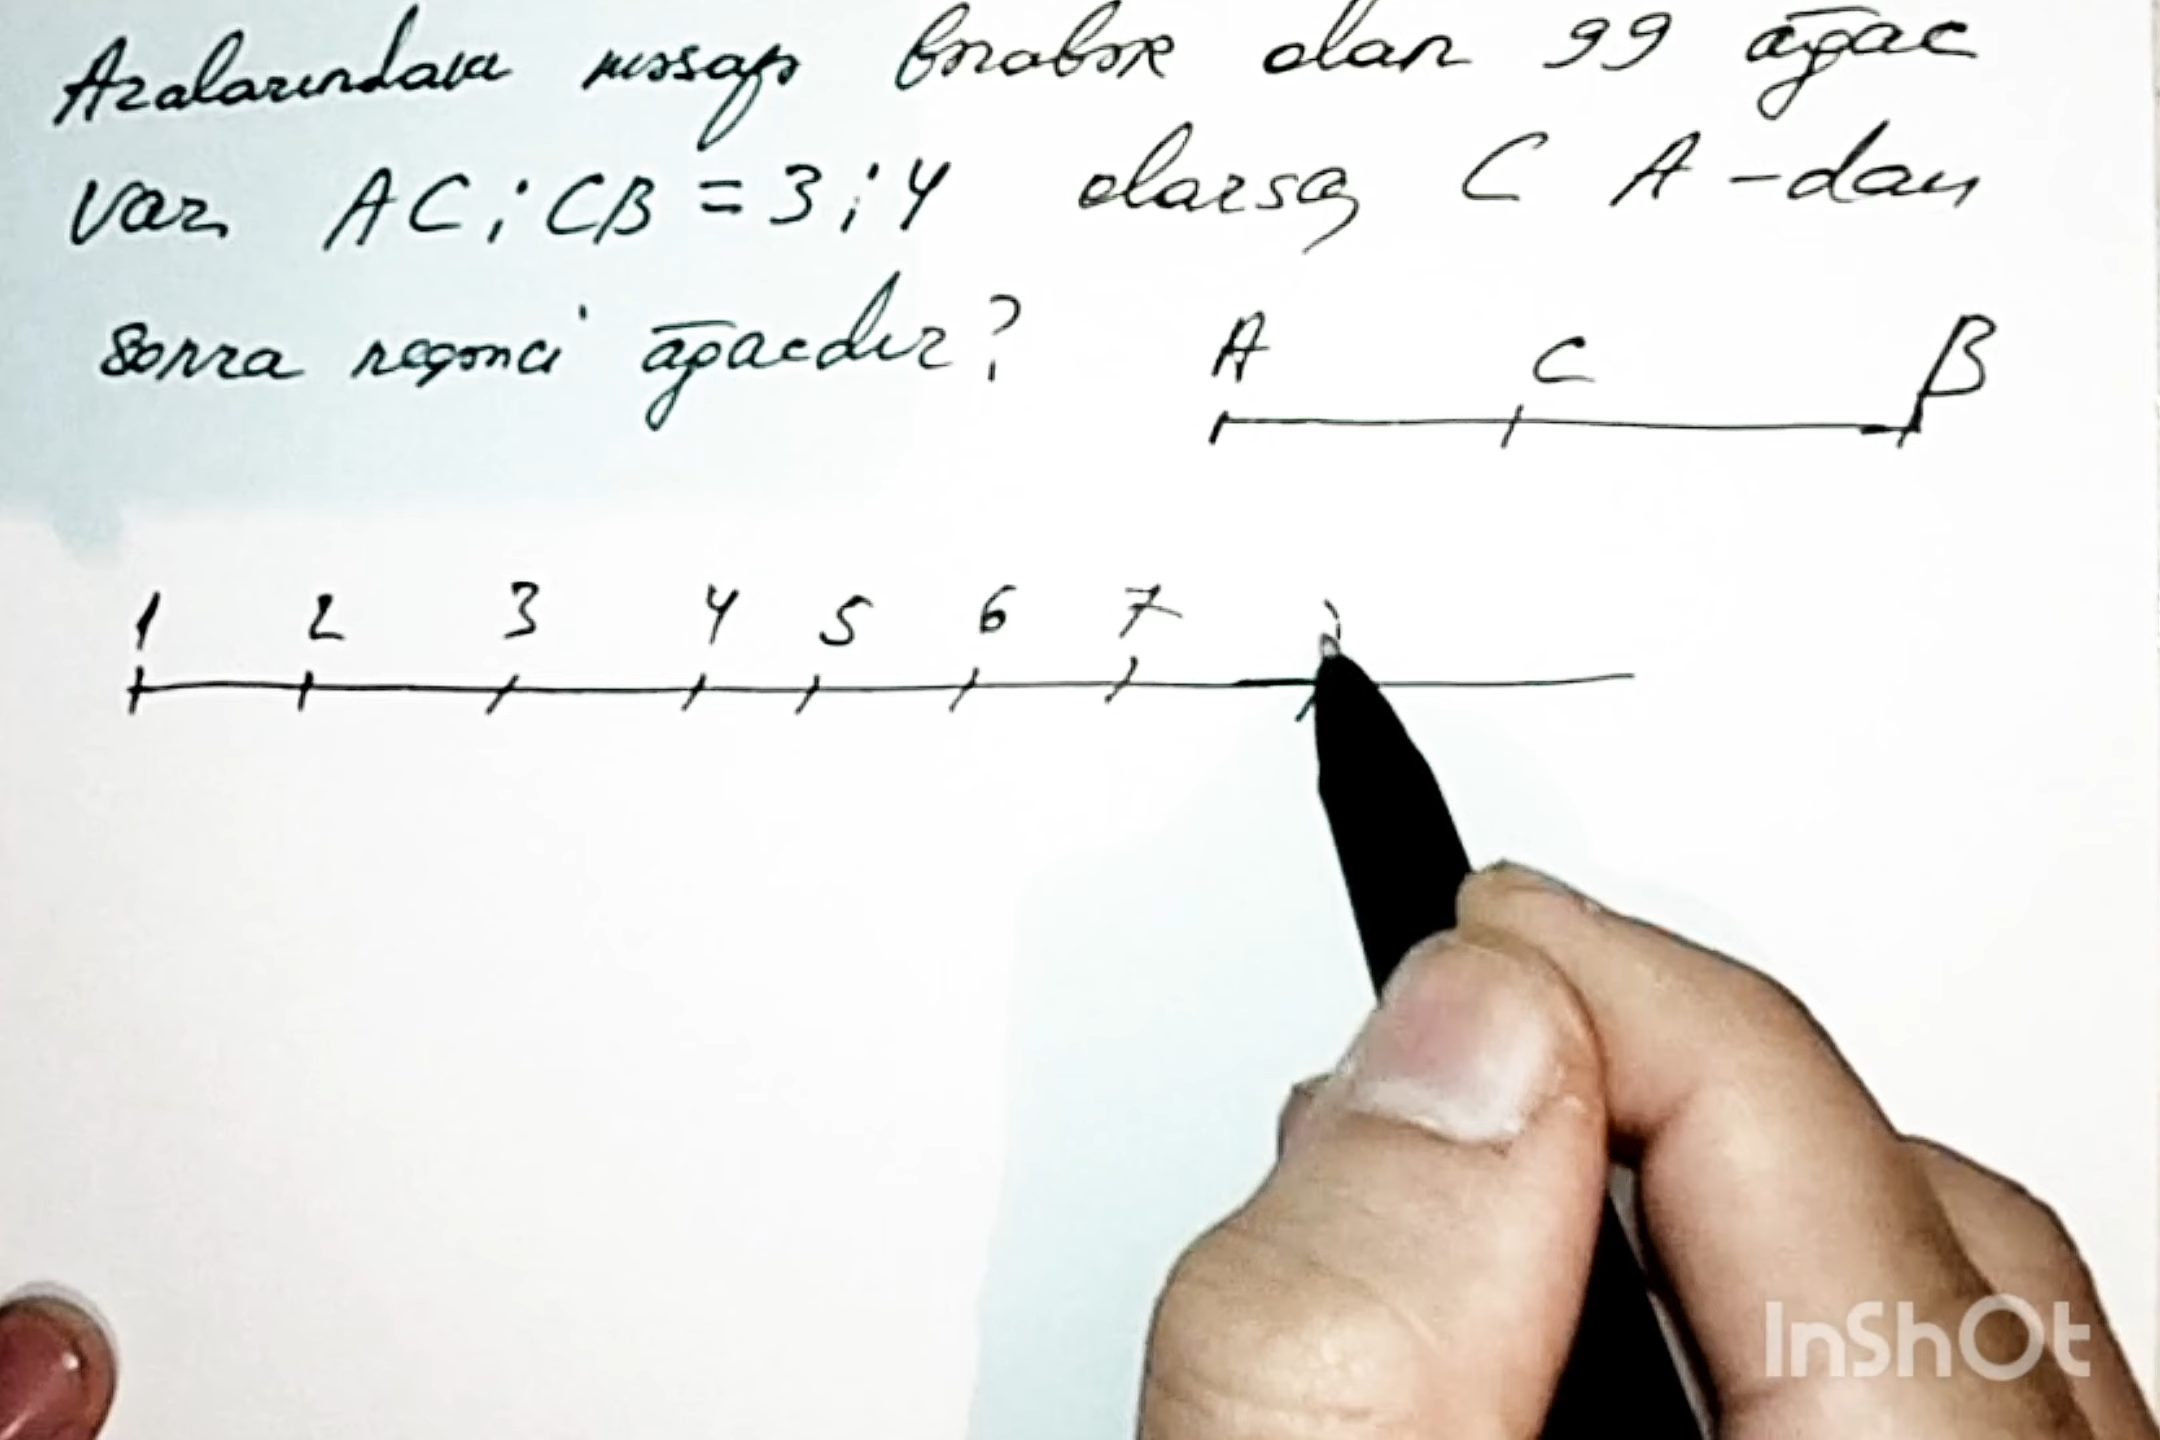 Aralarındakı məsafə bərabər olan 99 ağac
var AC:CB=3:4 olarsa, C A-dan
sonra neçənci ağacdır?
A C B
1 2 3 4 5 6 7
InShOt